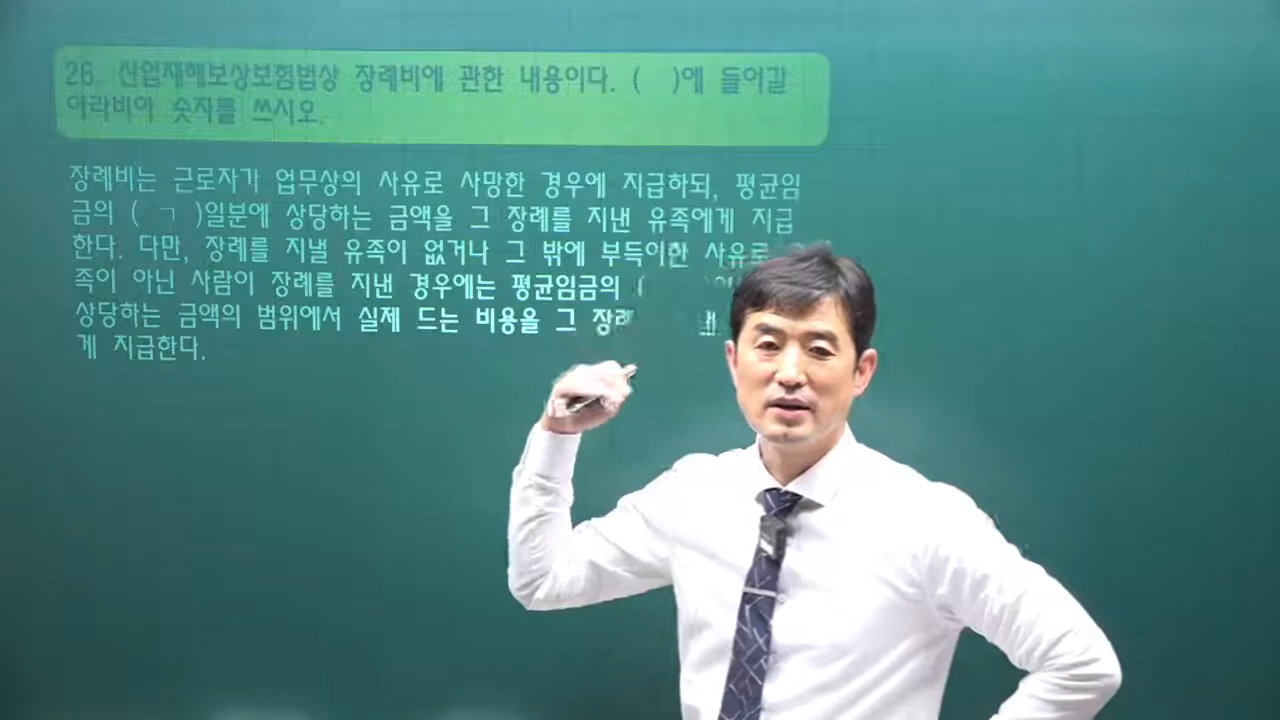 26. 산업재해보상보험법상 장례비에 관한 내용이다. (  )에 들어갈
아라비아 숫자를 쓰시오.
장례비는 근로자가 업무상의 사유로 사망한 경우에 지급하되, 평균임
금의 ( ㄱ )일분에 상당하는 금액을 그 장례를 지낸 유족에게 지급
한다. 다만, 장례를 지낼 유족이 없거나 그 밖에 부득이한 사유로
족이 아닌 사람이 장례를 지낸 경우에는 평균임금의 (
상당하는 금액의 범위에서 실제 드는 비용을 그 장례
게 지급한다.